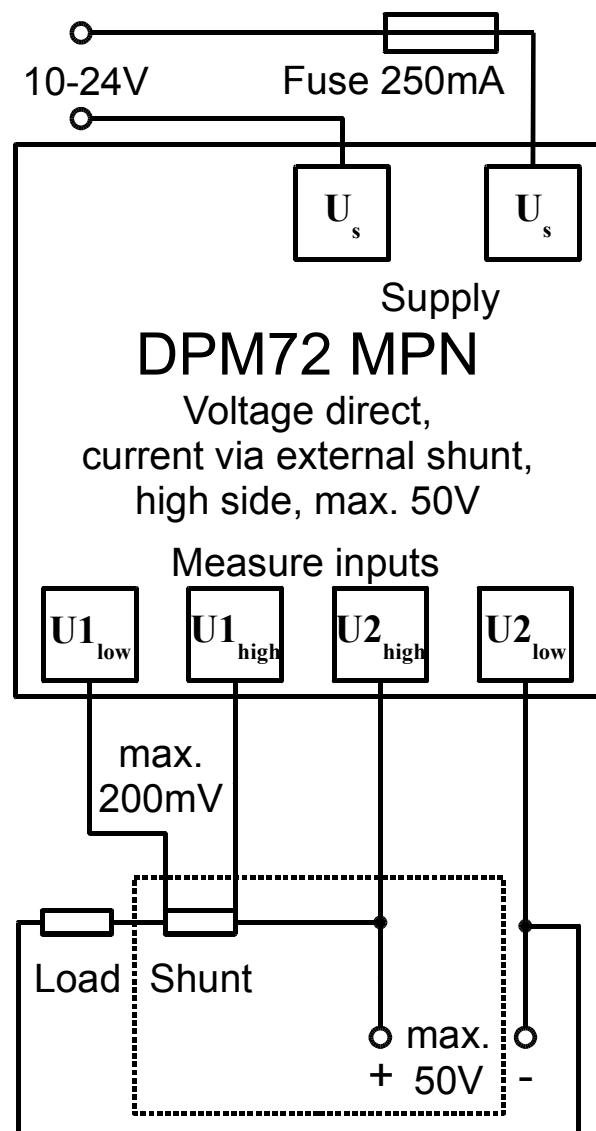 10-24V
Fuse 250mA
Us
Us
Supply
DPM72 MPN
Voltage direct,
current via external shunt,
high side, max. 50V
Measure inputs
U1low
U1high
U2high
U2low
max.
200mV
Load
Shunt
max.
+ 50V -